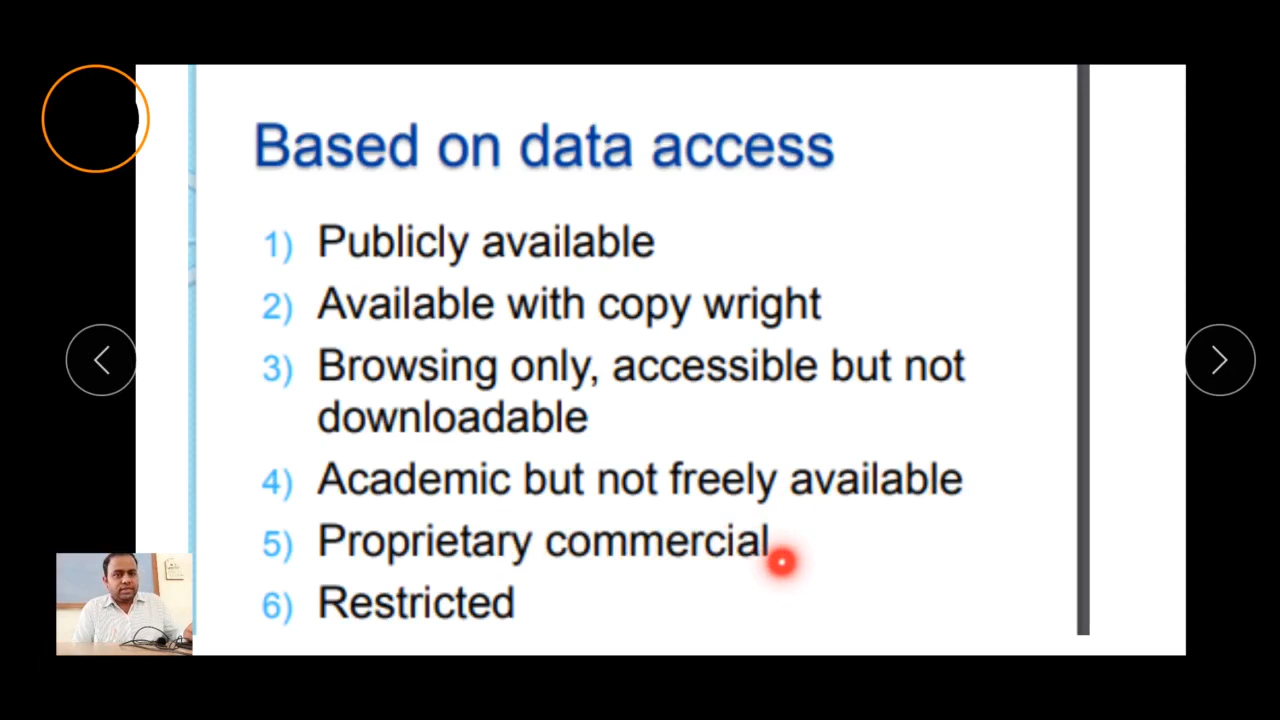 Based on data access
1) Publicly available
2) Available with copy wright
3) Browsing only, accessible but not
downloadable
4) Academic but not freely available
5) Proprietary commercial
6) Restricted